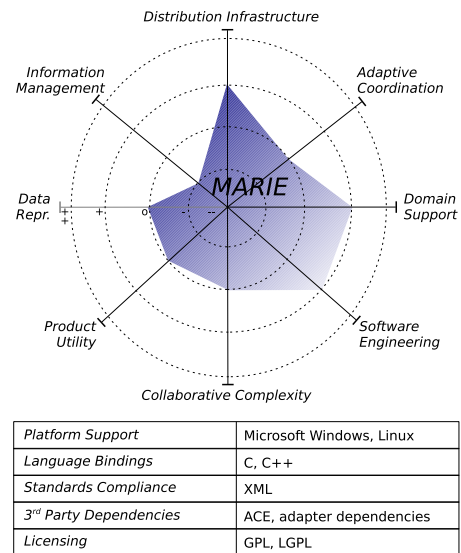 Distribution Infrastructure
Information
Management
Adaptive
Coordination
MARIE
Data
Repr.
Domain
Support
+
+
+
o
-
--
Product
Utility
Software
Engineering
Collaborative Complexity
Platform Support Microsoft Windows, Linux
Language Bindings C, C++
Standards Compliance XML
3rd Party Dependencies ACE, adapter dependencies
Licensing GPL, LGPL